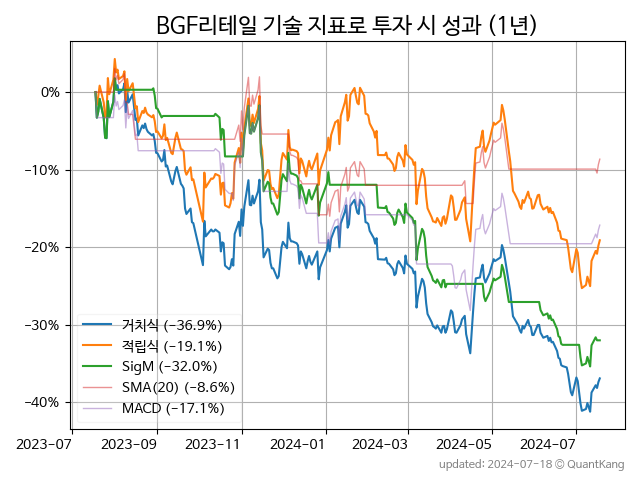 BGF리테일 기술 지표로 투자 시 성과 (1년)
0%
−10%
−20%
−30%
−40%
거치식 (−36.9%)
적립식 (−19.1%)
SigM (−32.0%)
SMA(20) (−8.6%)
MACD (−17.1%)
2023-07
2023-09
2023-11
2024-01
2024-03
2024-05
2024-07
updated: 2024-07-18 © QuantKang